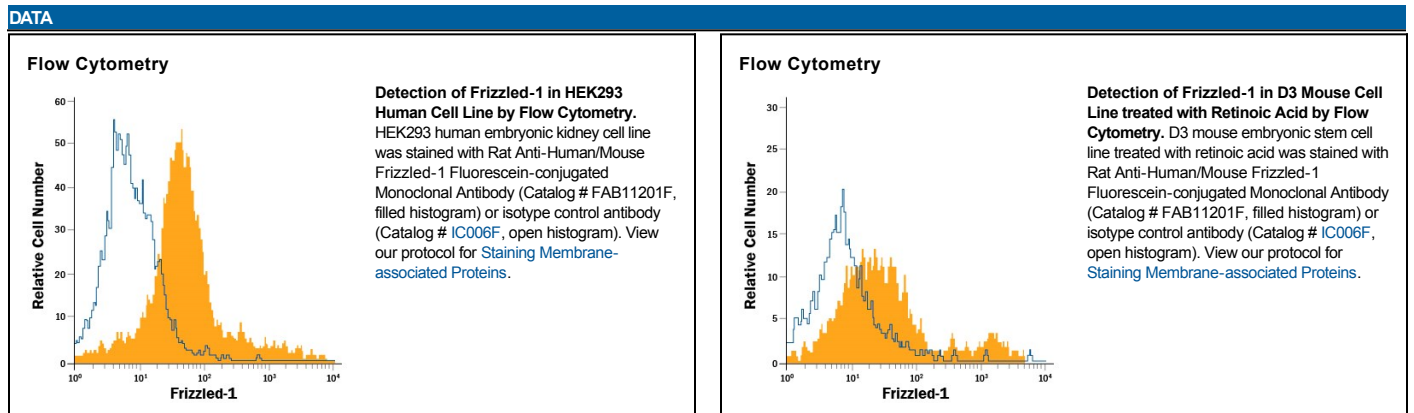 DATA
Flow Cytometry
60
50
40
30
20
10
0
Relative Cell Number
10⁰
10¹
10²
10³
10⁴
Frizzled-1
Detection of Frizzled-1 in HEK293
Human Cell Line by Flow Cytometry.
HEK293 human embryonic kidney cell line
was stained with Rat Anti-Human/Mouse
Frizzled-1 Fluorescein-conjugated
Monoclonal Antibody (Catalog # FAB11201F,
filled histogram) or isotype control antibody
(Catalog # IC006F, open histogram). View
our protocol for Staining Membrane-
associated Proteins.
Flow Cytometry
30
25
20
15
10
5
0
Relative Cell Number
10⁰
10¹
10²
10³
10⁴
Frizzled-1
Detection of Frizzled-1 in D3 Mouse Cell
Line treated with Retinoic Acid by Flow
Cytometry. D3 mouse embryonic stem cell
line treated with retinoic acid was stained with
Rat Anti-Human/Mouse Frizzled-1
Fluorescein-conjugated Monoclonal Antibody
(Catalog # FAB11201F, filled histogram) or
isotype control antibody (Catalog # IC006F,
open histogram). View our protocol for
Staining Membrane-associated Proteins.